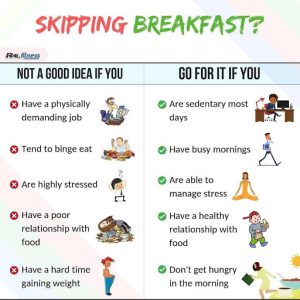 SKIPPING BREAKFAST?
NOT A GOOD IDEA IF YOU
Have a physically
demanding job
Tend to binge eat
Are highly stressed
Have a poor
relationship with
food
Have a hard time
gaining weight
GO FOR IT IF YOU
Are sedentary most
days
Have busy mornings
Are able to
manage stress
Have a healthy
relationship with
food
Don't get hungry
in the morning